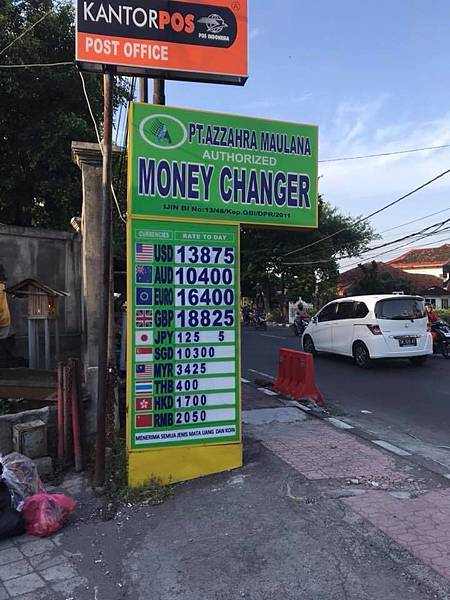 KANTORPOS
POS INDONESIA
POST OFFICE
PT.AZZAHRA MAULANA
AUTHORIZED
MONEY CHANGER
IJIN BI No:13/48/Kep.GBI/DPR/2011
CURRENCIES RATE TO DAY
USD 13875
AUD 10400
EURO 16400
GBP 18825
JPY 125 5
SGD 10300
MYR 3425
THB 400
HKD 1700
RMB 2050
MENERIMA SEMUA JENIS MATA UANG DAN KOIN